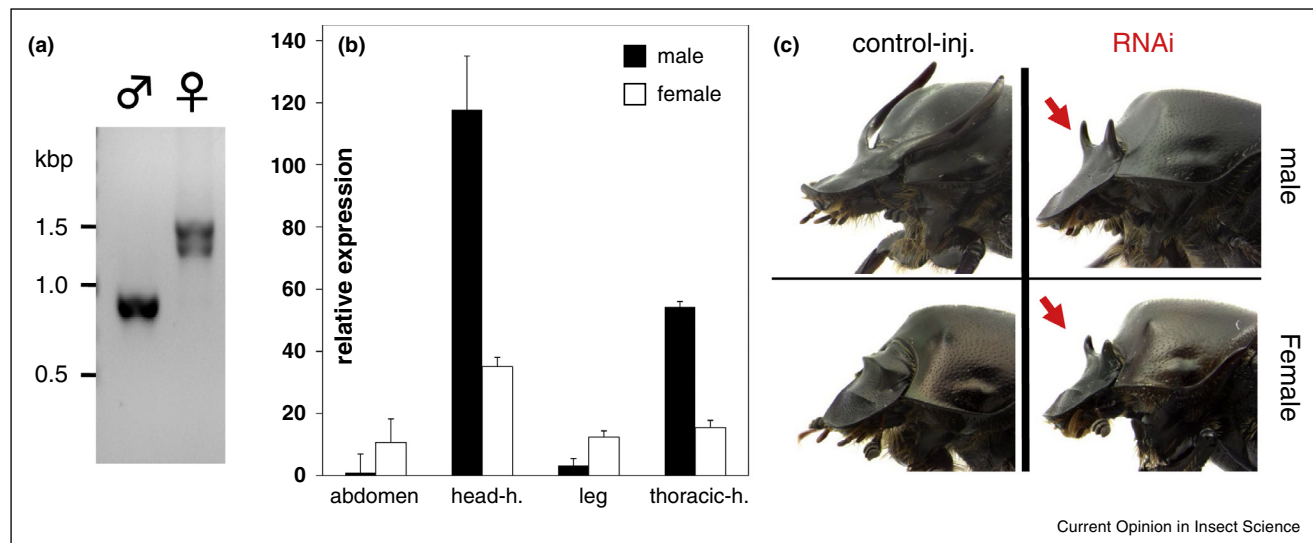 (a)
♂ ♀
kbp
1.5
1.0
0.5
(b)
140
120
100
80
60
40
20
0
relative expression
male
female
abdomen head-h. leg thoracic-h.
(c)
control-inj. RNAi
male
Female
Current Opinion in Insect Science